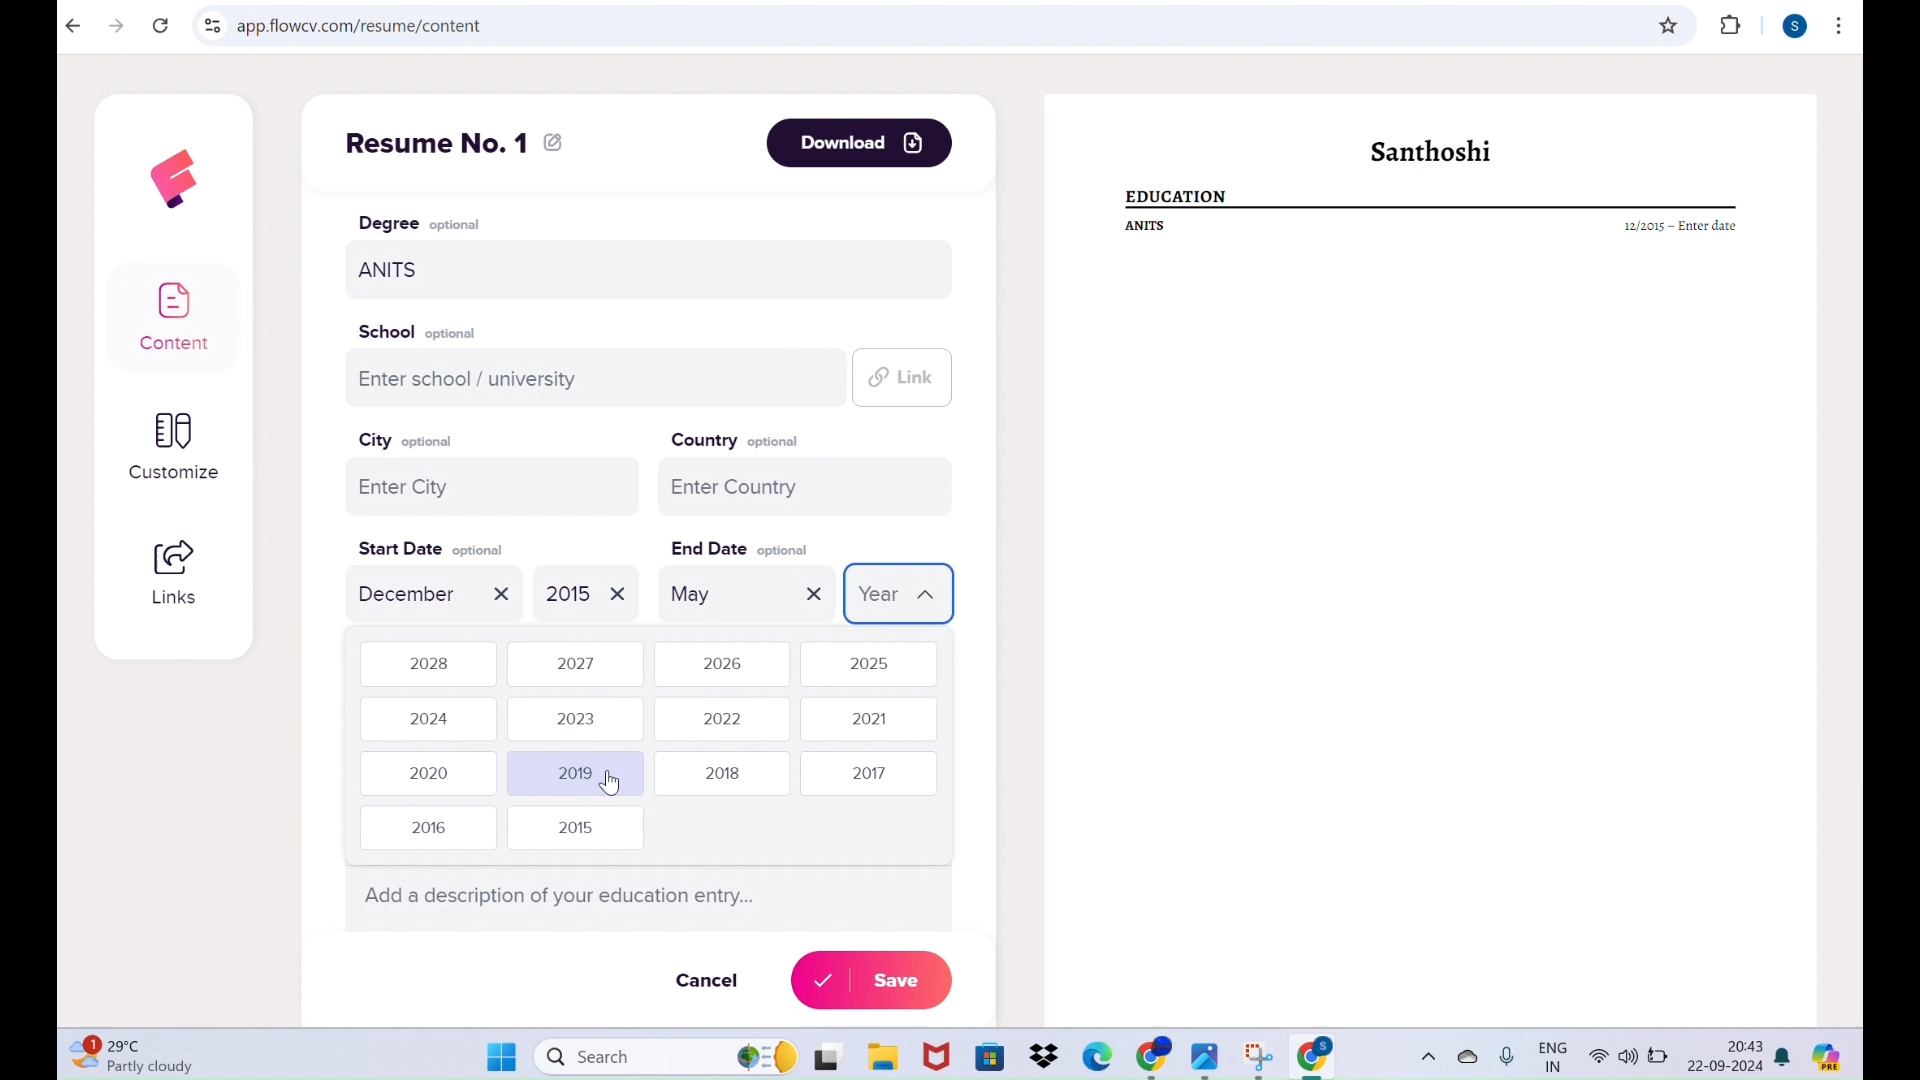 app.flowcv.com/resume/content
S
Resume No. 1
Download
Content
Customize
Links
Degree optional
ANITS
School optional
Enter school / university
Link
City optional
Country optional
Enter City
Enter Country
Start Date optional
End Date optional
December
2015
May
Year
2028 2027 2026 2025
2024 2023 2022 2021
2020 2019 2018 2017
2016 2015
Add a description of your education entry...
Cancel
Save
Santhoshi
EDUCATION
ANITS 12/2015 – Enter date
1
29°C
Partly cloudy
Search
S
ENG
IN
20:43
22-09-2024
PRE